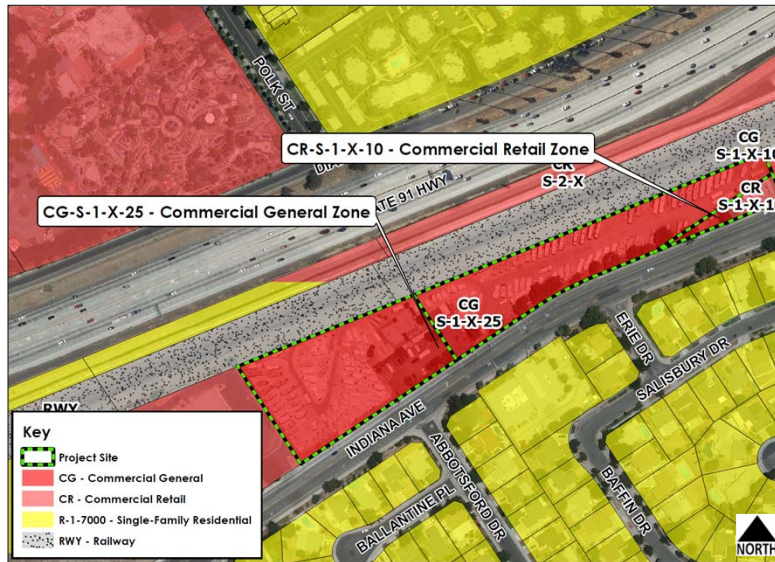 POLK ST
CR-S-1-X-10 - Commercial Retail Zone
CR
S-2-X
CG
S-1-X-10
CR
S-1-X-1
ATE 91 HWY
CG-S-1-X-25 - Commercial General Zone
CG
S-1-X-25
ERIE DR
SALISBURY DR
INDIANA AVE
ABBOTSFORD DR
BALLANTINE PL
BAFFIN DR
RWY
Key
Project Site
CG - Commercial General
CR - Commercial Retail
R-1-7000 - Single-Family Residential
RWY - Railway
NORTH